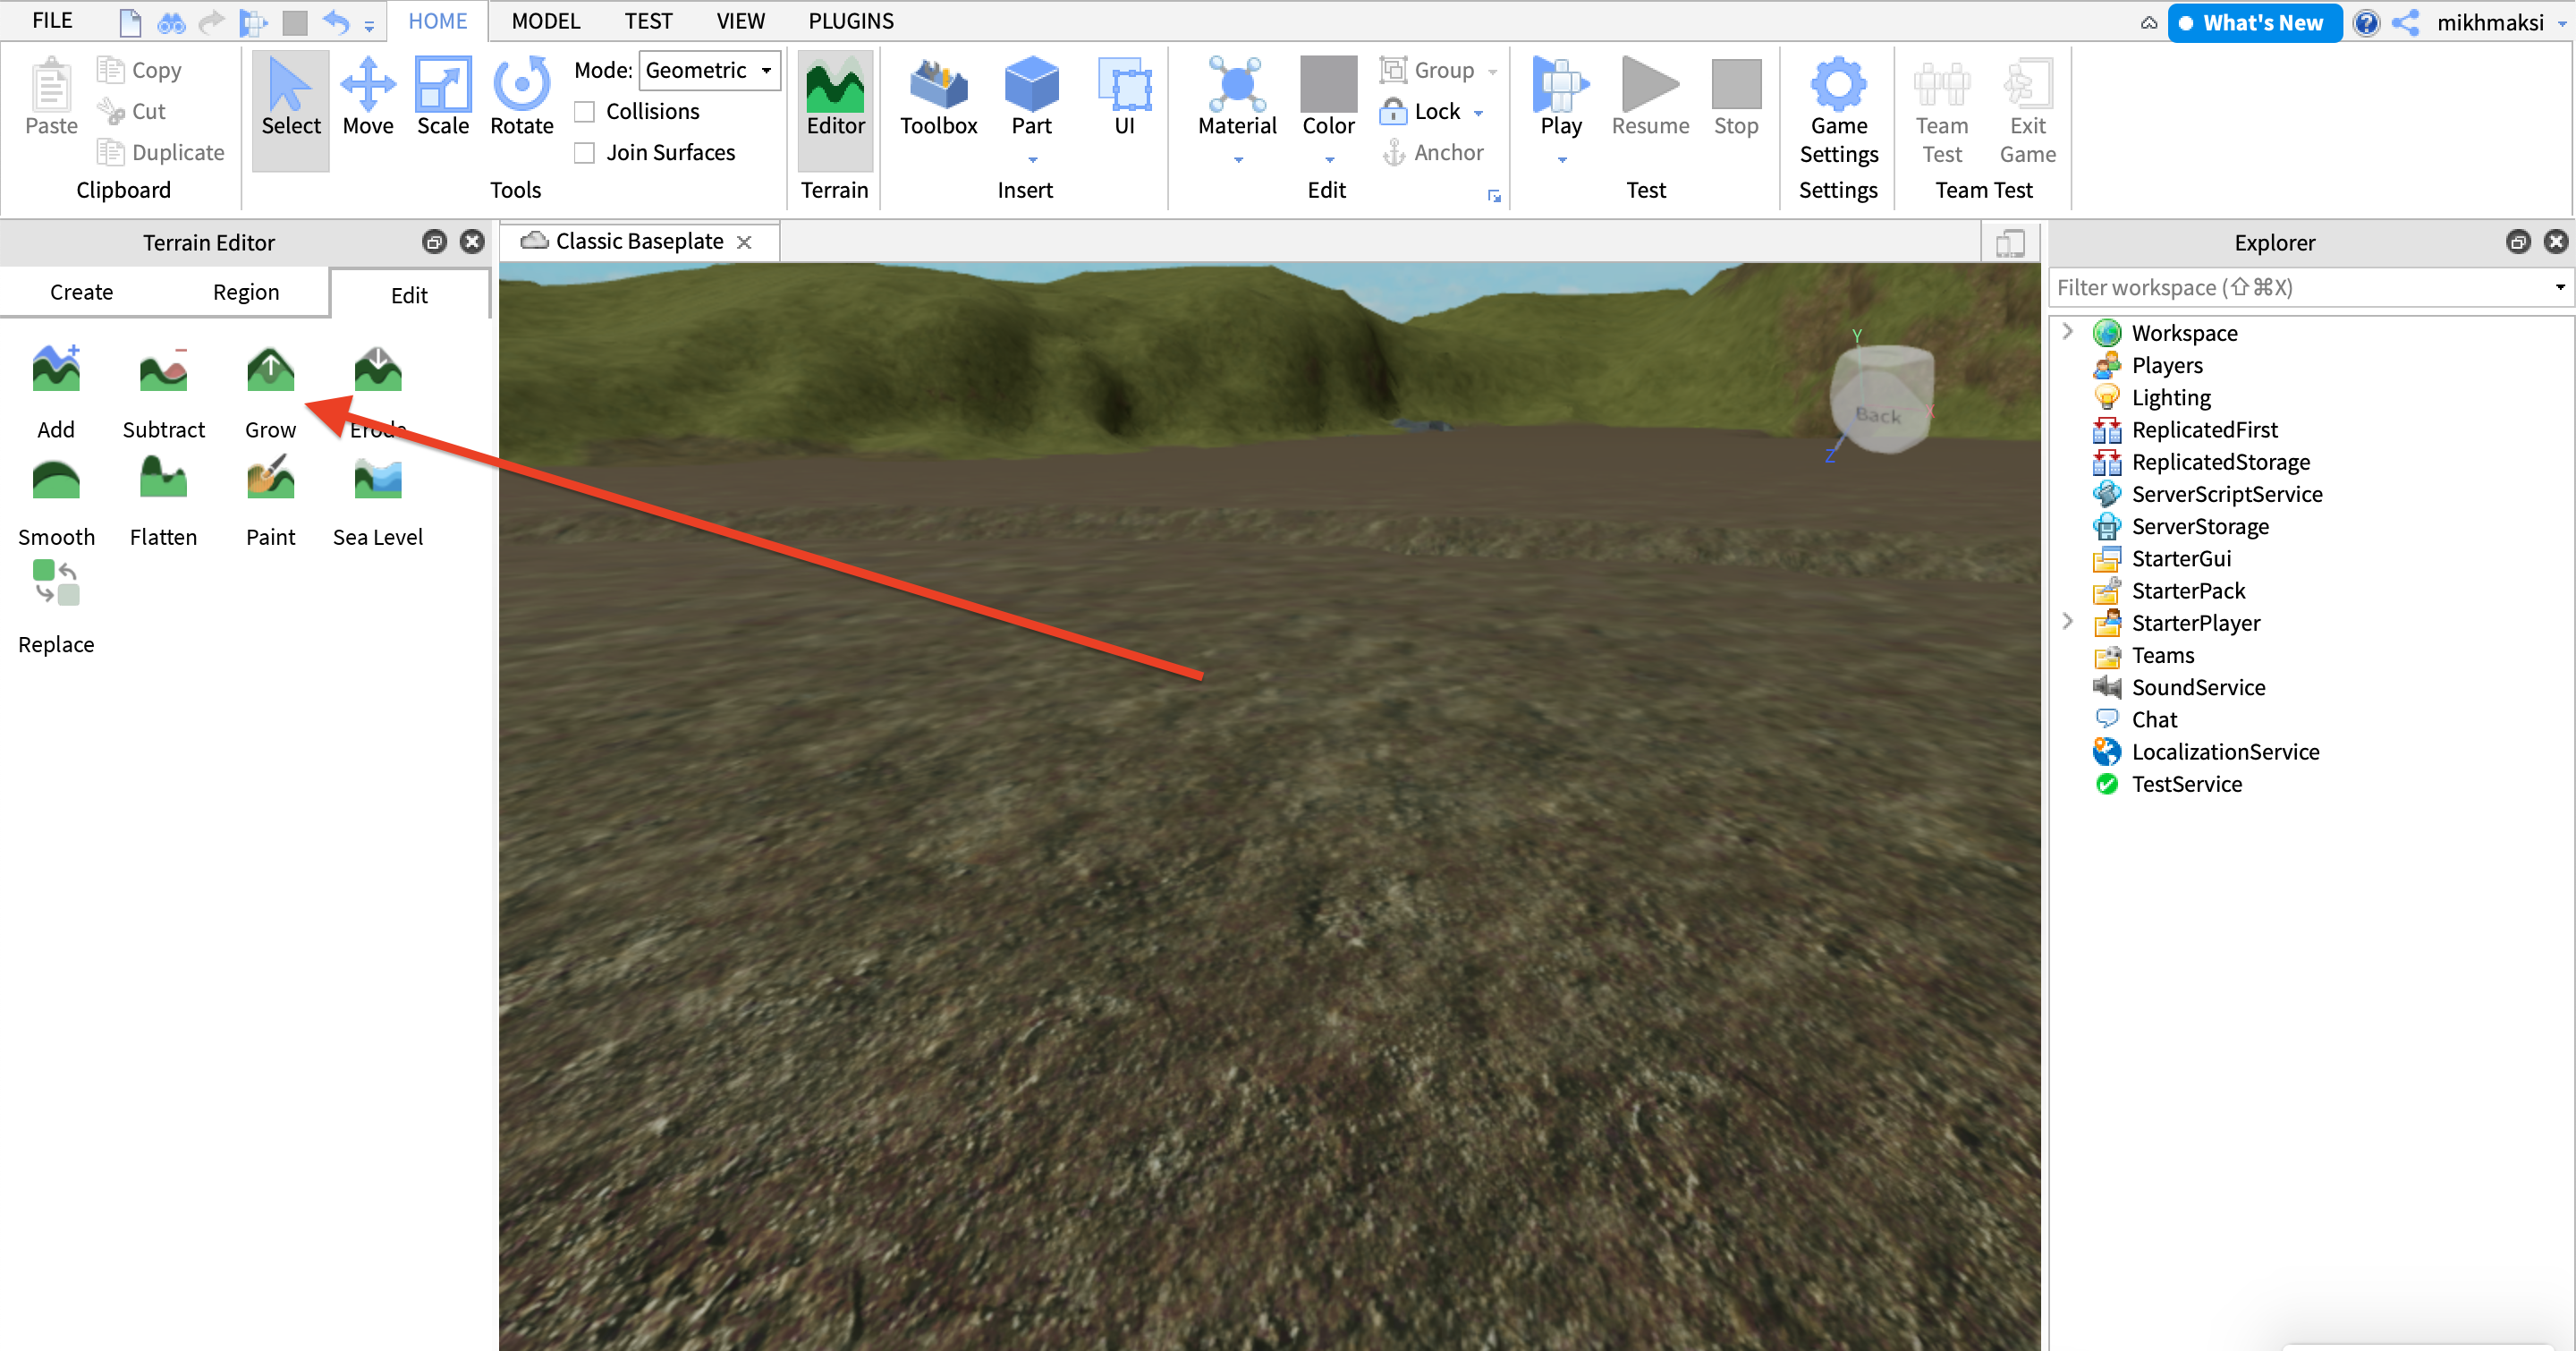 FILE HOME MODEL TEST VIEW PLUGINS What's New mikhmaksi
Paste Copy Cut Duplicate
Clipboard
Select Move Scale Rotate Mode: Geometric
Collisions
Join Surfaces
Tools
Editor
Terrain
Toolbox Part UI
Insert
Material Color Group
Lock
Anchor
Edit
Play Resume Stop
Test
Game
Settings
Settings
Team
Test
Exit
Game
Team Test
Terrain Editor
Create Region Edit
Add Subtract Grow Erode
Smooth Flatten Paint Sea Level
Replace
Classic Baseplate
Y
Back
X
Z
Explorer
Filter workspace (⇧⌘X)
Workspace
Players
Lighting
ReplicatedFirst
ReplicatedStorage
ServerScriptService
ServerStorage
StarterGui
StarterPack
StarterPlayer
Teams
SoundService
Chat
LocalizationService
TestService